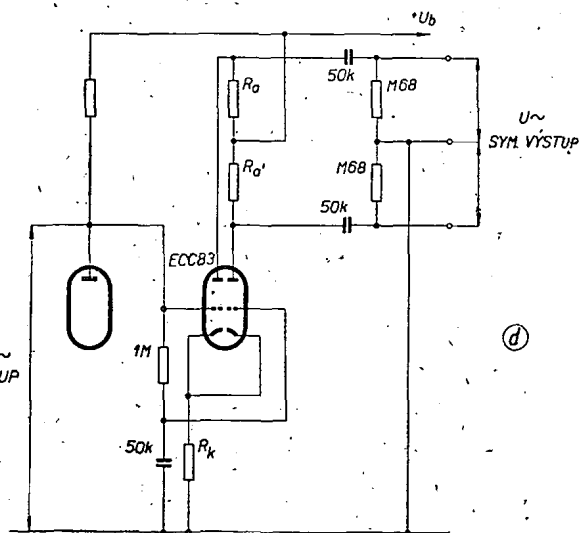 +Ub
50k
Ra
M68
U~
SYM. VÝSTUP
Ra'
M68
50k
ECC83
d
~
UP
1M
50k
Rk